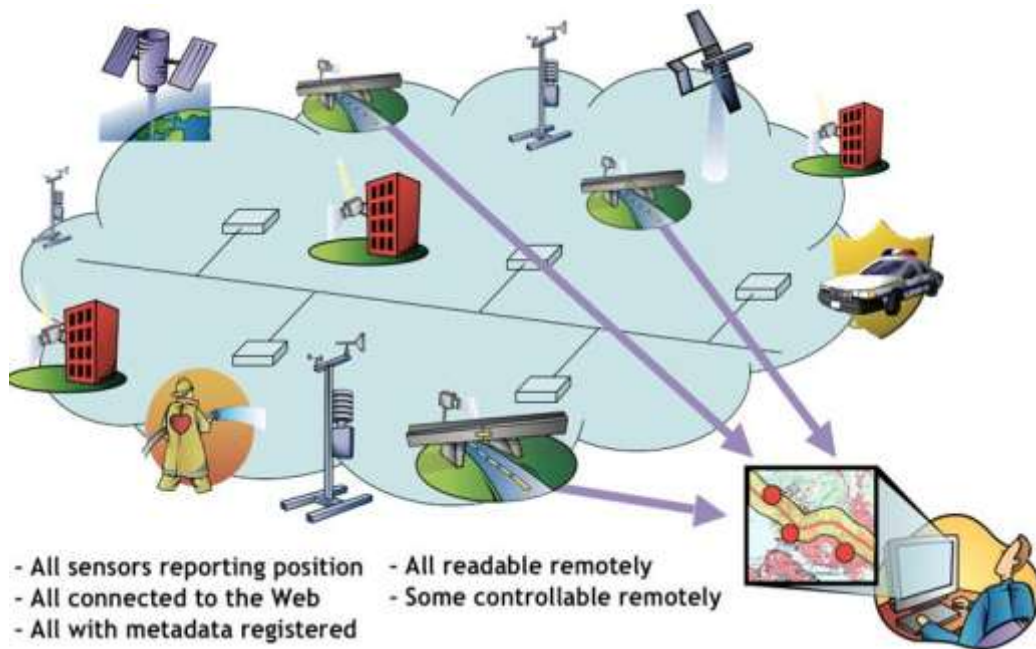 - All sensors reporting position
- All connected to the Web
- All with metadata registered
- All readable remotely
- Some controllable remotely